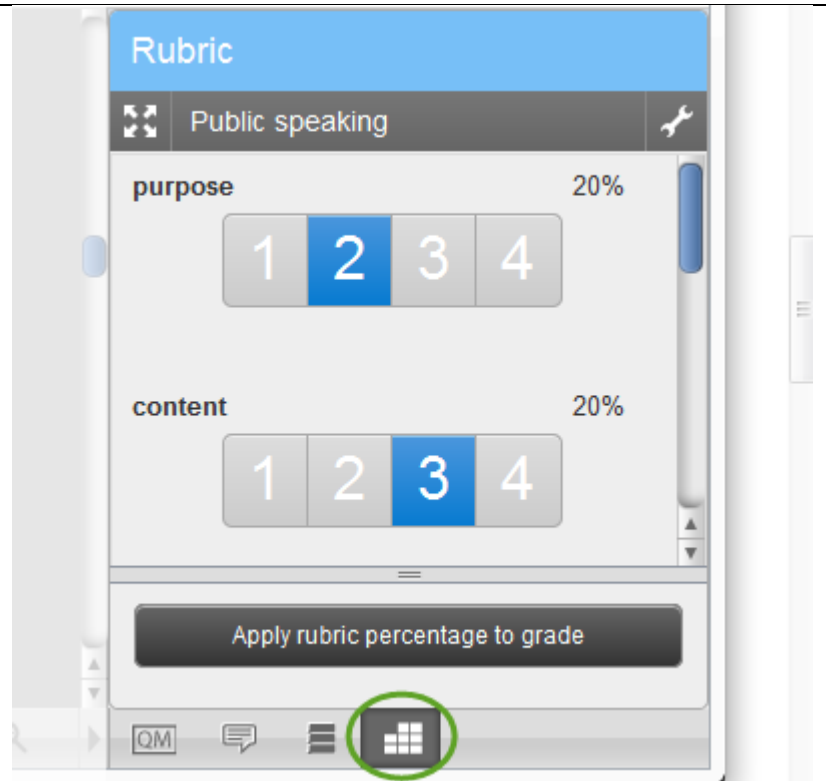 Rubric
Public speaking
purpose 20%
1 2 3 4
content 20%
1 2 3 4
Apply rubric percentage to grade
QM